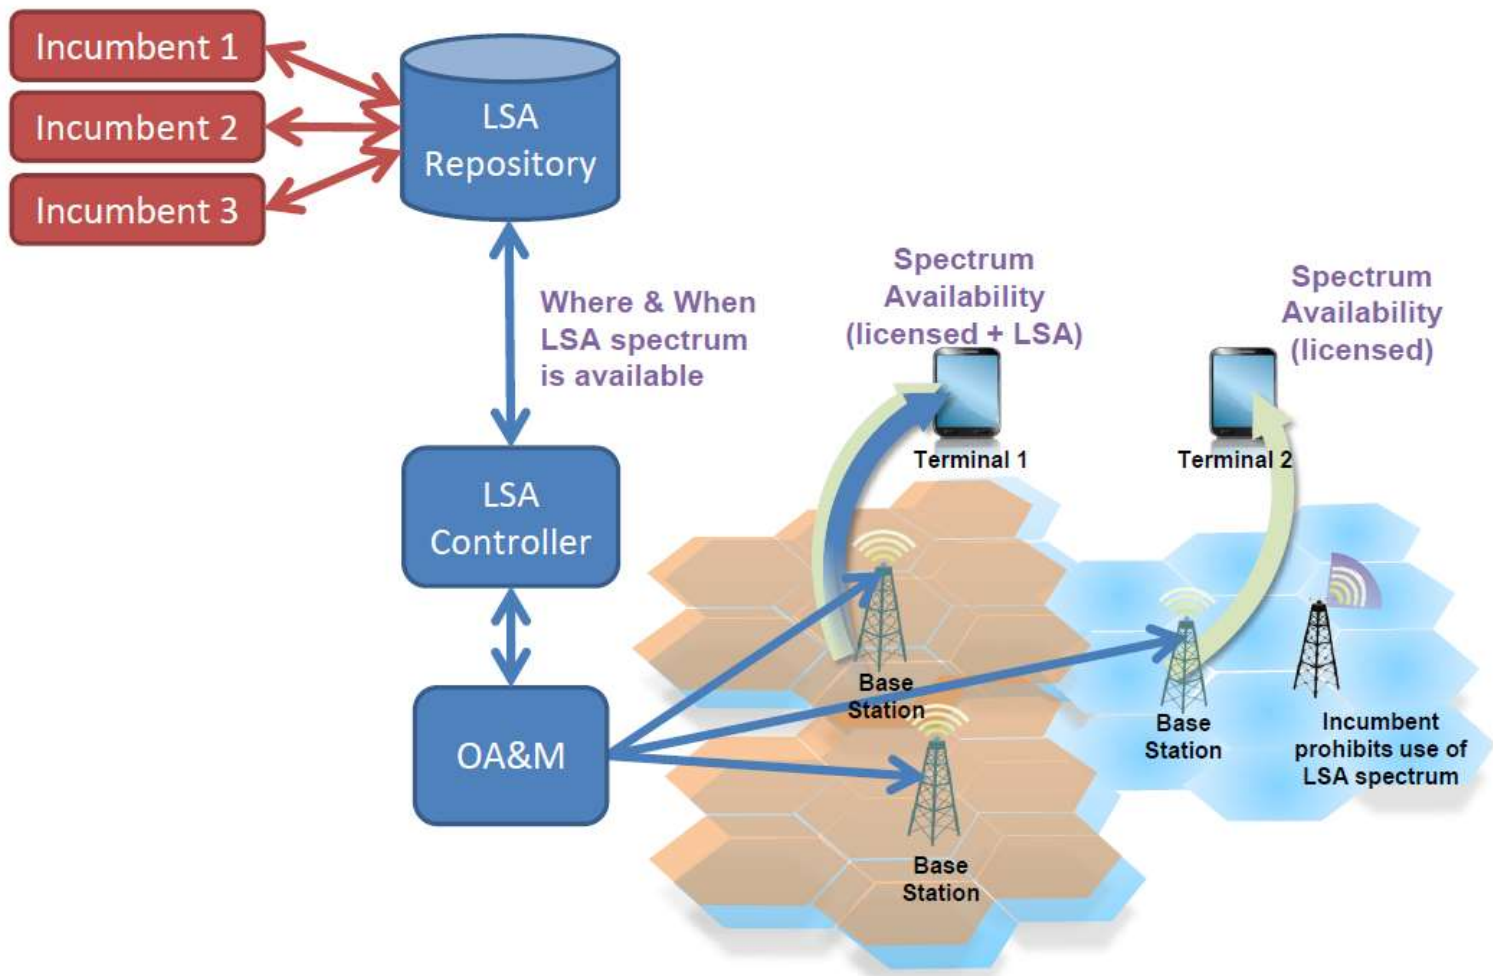 Incumbent 1
Incumbent 2
Incumbent 3
LSA
Repository
Where & When
LSA spectrum
is available
LSA
Controller
OA&M
Spectrum
Availability
(licensed + LSA)
Terminal 1
Spectrum
Availability
(licensed)
Terminal 2
Base
Station
Base
Station
Base
Station
Incumbent
prohibits use of
LSA spectrum